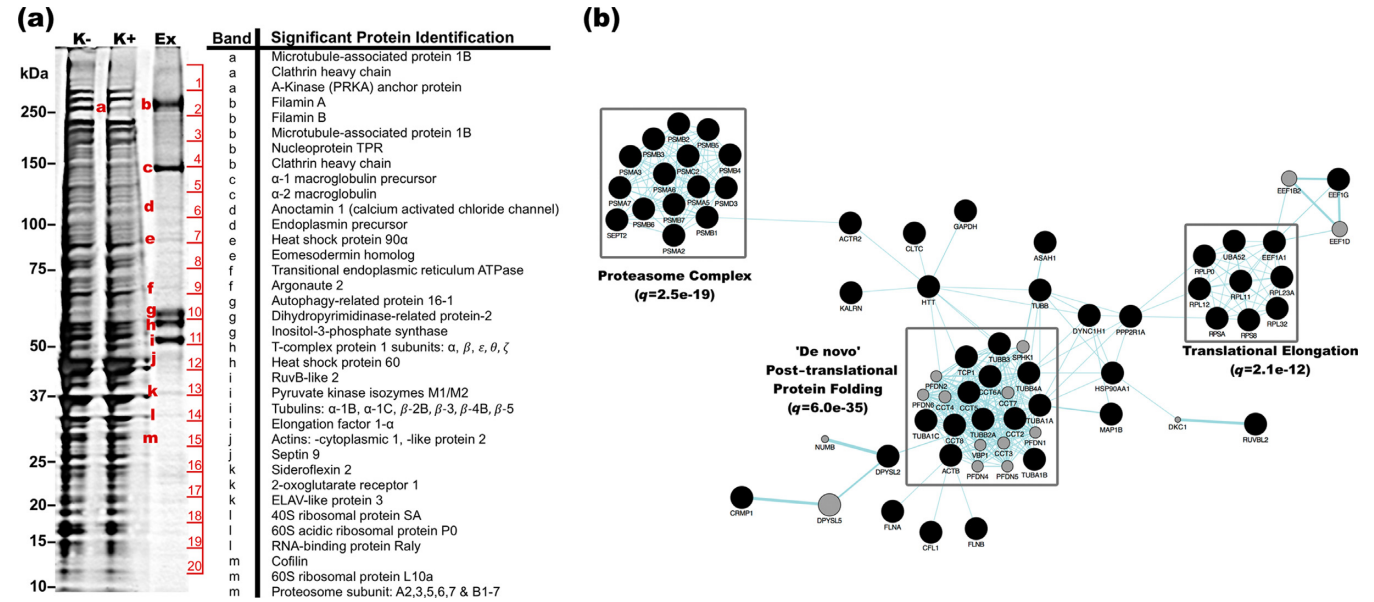 (a)
K- K+ Ex
kDa
250
150
100
75
50
37
25
20
15
10
a
b
c
d
e
f
g
h
i
j
k
l
m
1
2
3
4
5
6
7
8
9
10
11
12
13
14
15
16
17
18
19
20
Band Significant Protein Identification
a Microtubule-associated protein 1B
a Clathrin heavy chain
a A-Kinase (PRKA) anchor protein
b Filamin A
b Filamin B
b Microtubule-associated protein 1B
b Nucleoprotein TPR
b Clathrin heavy chain
c α-1 macroglobulin precursor
c α-2 macroglobulin
d Anoctamin 1 (calcium activated chloride channel)
d Endoplasmin precursor
e Heat shock protein 90α
e Eomesodermin homolog
f Transitional endoplasmic reticulum ATPase
f Argonaute 2
g Autophagy-related protein 16-1
g Dihydropyrimidinase-related protein-2
g Inositol-3-phosphate synthase
h T-complex protein 1 subunits: α, β, ε, θ, ζ
h Heat shock protein 60
i RuvB-like 2
i Pyruvate kinase isozymes M1/M2
i Tubulins: α-1B, α-1C, β-2B, β-3, β-4B, β-5
i Elongation factor 1-α
j Actins: -cytoplasmic 1, -like protein 2
j Septin 9
k Sideroflexin 2
k 2-oxoglutarate receptor 1
k ELAV-like protein 3
l 40S ribosomal protein SA
l 60S acidic ribosomal protein P0
l RNA-binding protein Raly
m Cofilin
m 60S ribosomal protein L10a
m Proteosome subunit: A2,3,5,6,7 & B1-7
(b)
PSMB2
PSMB5
PSMB3
PSMA3
PSMC2
PSMB4
PSMA6
PSMA7
PSMA5
PSMD3
SEPT2
PSMB6
PSMB7
PSMB1
PSMA2
Proteasome Complex
(q=2.5e-19)
ACTR2
CLTC
GAPDH
ASAH1
KALRN
HTT
TUBB
DYNC1H1
PPP2R1A
EEF1B2
EEF1G
EEF1D
RPLP0
UBA52
EEF1A1
RPL12
RPL11
RPL23A
RPSA
RPS8
RPL32
Translational Elongation
(q=2.1e-12)
'De novo'
Post-translational
Protein Folding
(q=6.0e-35)
TUBB3
SPHK1
TCP1
PFDN2
CCT6A
TUBB4A
PFDN6
CCT4
CCT5
CCT7
TUBA1A
TUBA1C
CCT8
TUBB2A
CCT2
PFDN1
VBP1
CCT3
ACTB
PFDN4
PFDN5
TUBA1B
HSP90AA1
MAP1B
DKC1
RUVBL2
NUMB
DPYSL2
CRMP1
DPYSL5
FLNA
CFL1
FLNB